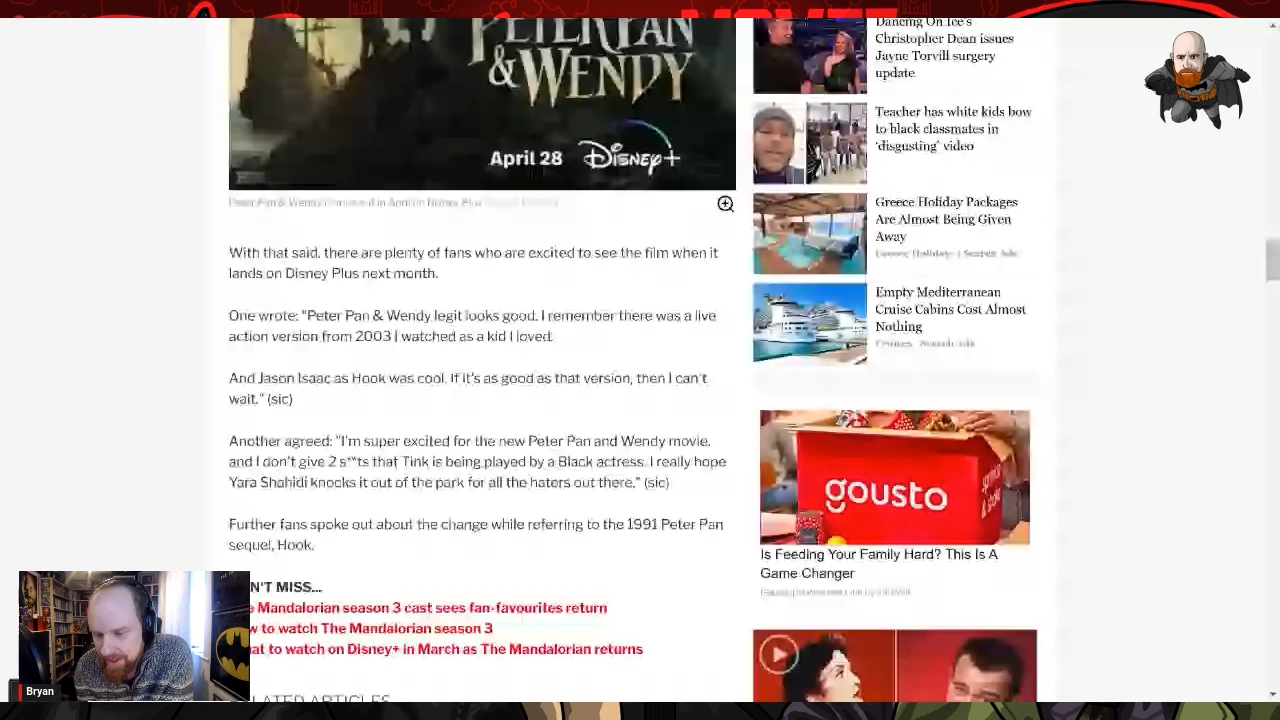 PETER PAN
& WENDY
April 28 Disney+
With that said, there are plenty of fans who are excited to see the film when it
lands on Disney Plus next month.
One wrote: "Peter Pan & Wendy legit looks good. I remember there was a live
action version from 2003 I watched as a kid I loved.
And Jason Isaac as Hook was cool. If it's as good as that version, then I can't
wait." (sic)
Another agreed: "I'm super excited for the new Peter Pan and Wendy movie,
and I don't give 2 s**ts that Tink is being played by a Black actress. I really hope
Yara Shahidi knocks it out of the park for all the haters out there." (sic)
Further fans spoke out about the change while referring to the 1991 Peter Pan
sequel, Hook.
N'T MISS...
e Mandalorian season 3 cast sees fan-favourites return
w to watch The Mandalorian season 3
at to watch on Disney+ in March as The Mandalorian returns
LATED ARTICLES
Bryan
Dancing On Ice's
Christopher Dean issues
Jayne Torvill surgery
update
Teacher has white kids bow
to black classmates in
'disgusting' video
Greece Holiday Packages
Are Almost Being Given
Away
Empty Mediterranean
Cruise Cabins Cost Almost
Nothing
gousto
Is Feeding Your Family Hard? This Is A
Game Changer